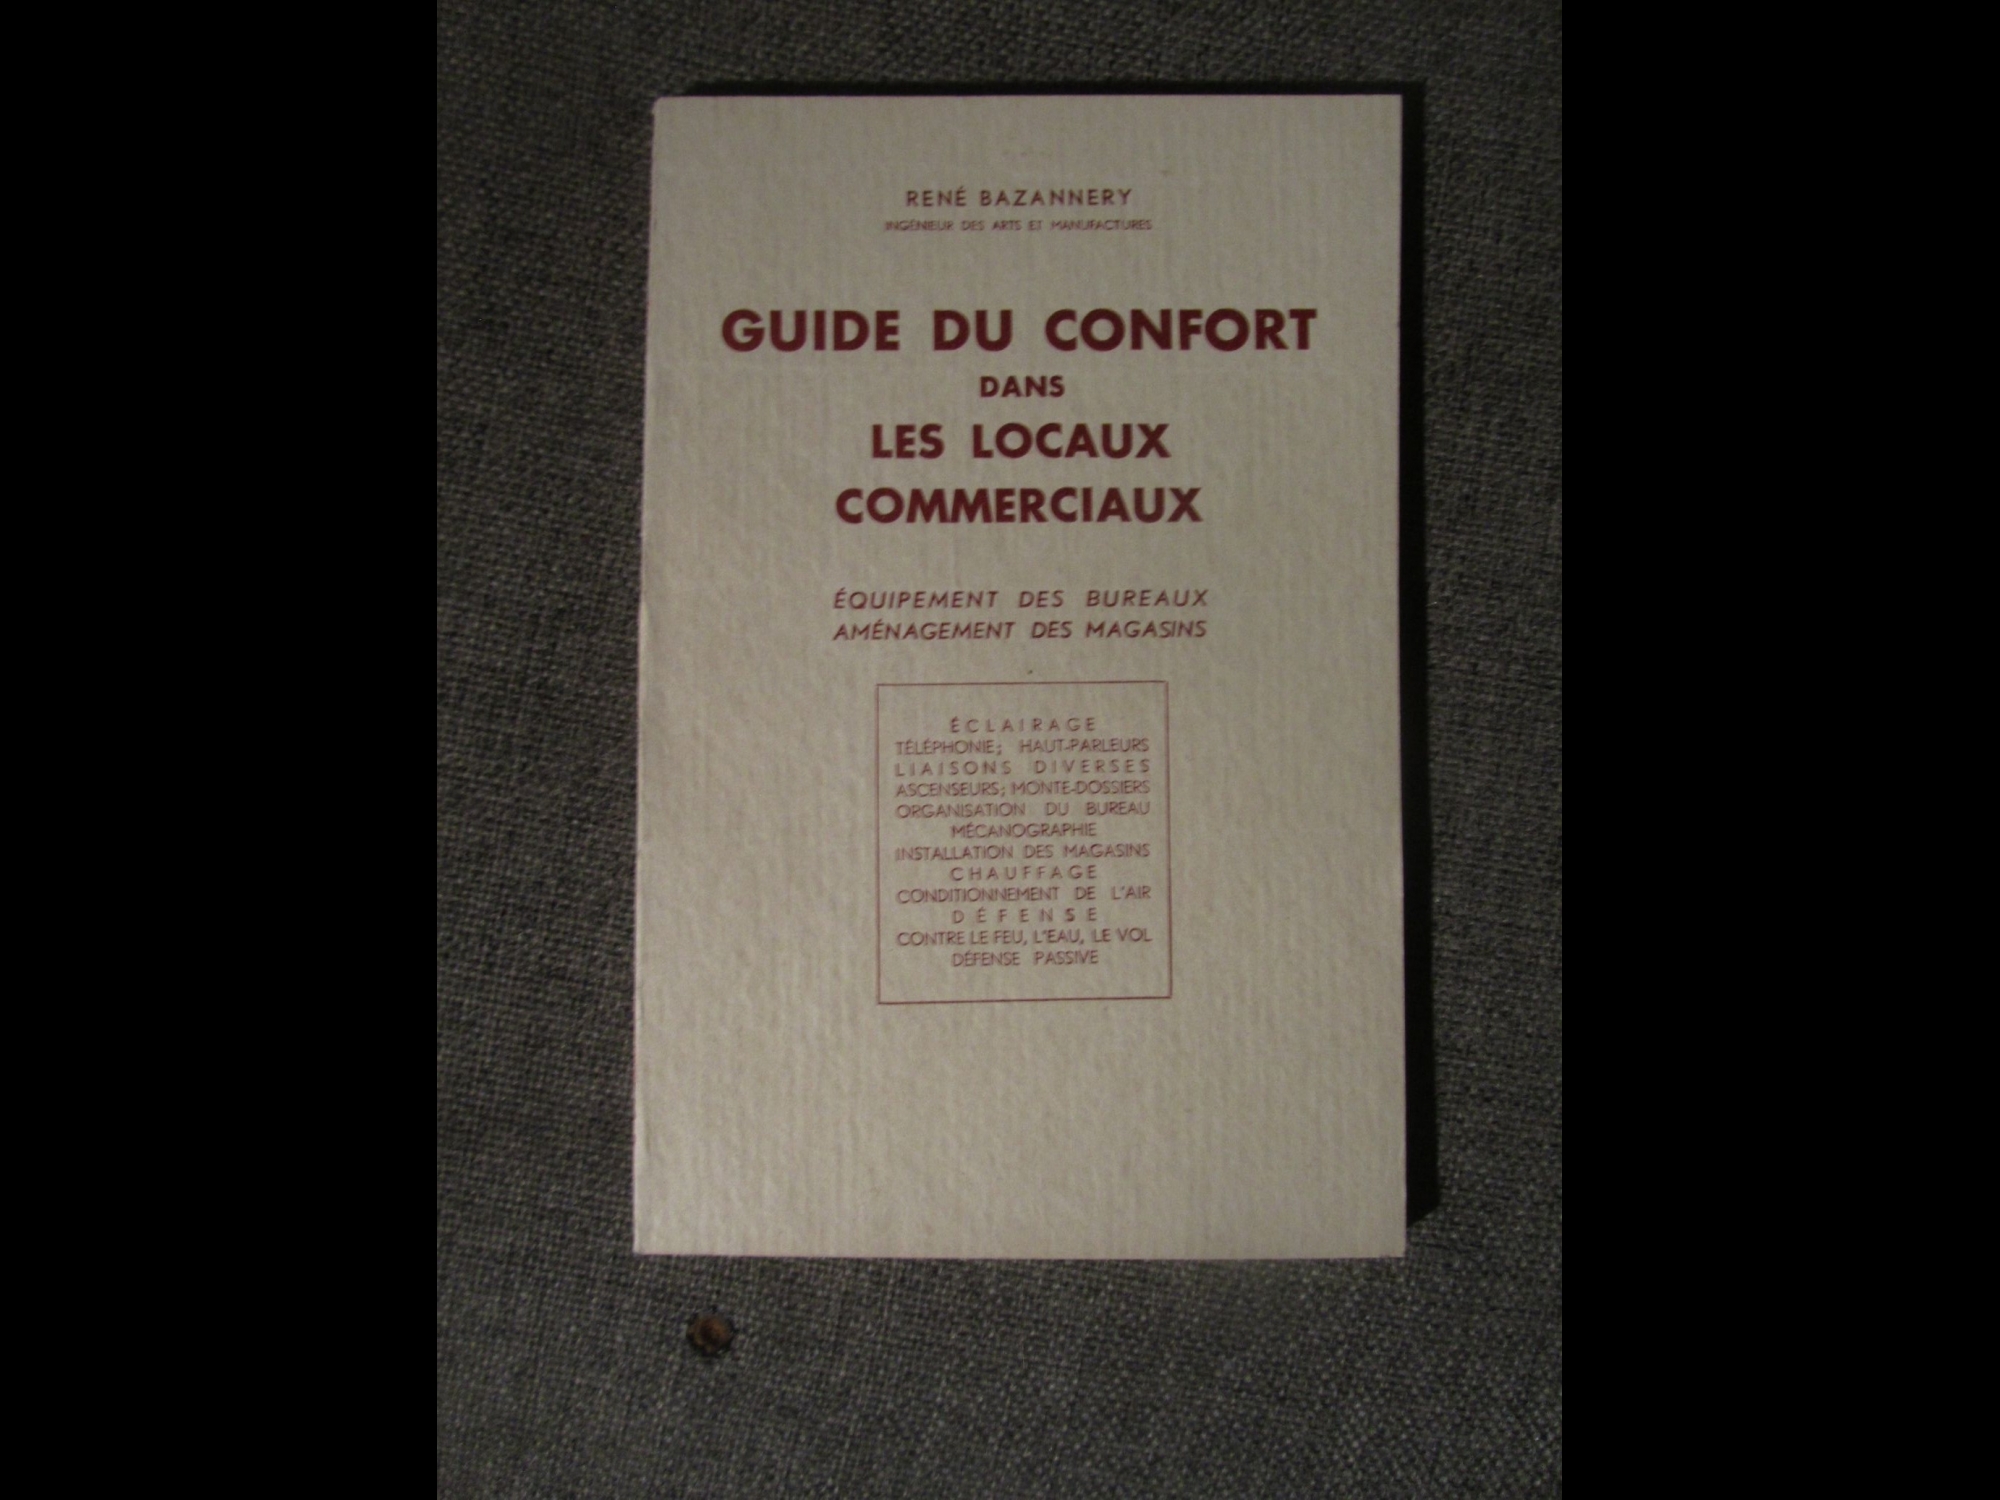 RENÉ BAZANNERY
INGÉNIEUR DES ARTS ET MANUFACTURES
GUIDE DU CONFORT
DANS
LES LOCAUX
COMMERCIAUX
ÉQUIPEMENT DES BUREAUX
AMÉNAGEMENT DES MAGASINS
ÉCLAIRAGE
TÉLÉPHONIE; HAUT-PARLEURS
LIAISONS DIVERSES
ASCENSEURS; MONTE-DOSSIERS
ORGANISATION DU BUREAU
MÉCANOGRAPHIE
INSTALLATION DES MAGASINS
CHAUFFAGE
CONDITIONNEMENT DE L'AIR
DÉFENSE
CONTRE LE FEU, L'EAU, LE VOL
DÉFENSE PASSIVE